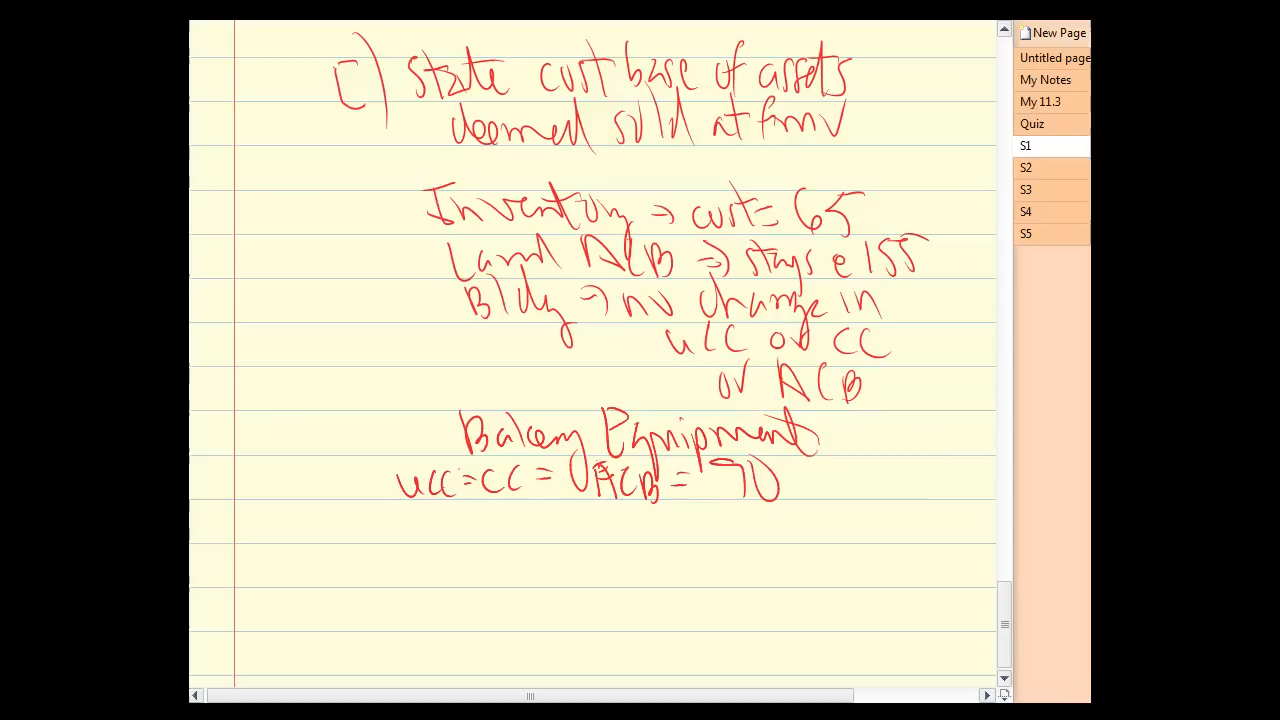 C) State cost base of assets
deemed sold at fmv
Inventory ⇒ cost = 65
Land ACB ⇒ stays @ 155
Bldg ⇒ no change in
UCC or CC
or ACB
Bakery Equipment
UCC = CC = ACB = 90
New Page
Untitled page
My Notes
My 11.3
Quiz
S1
S2
S3
S4
S5